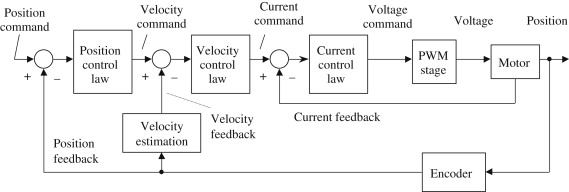 Position
command
Velocity
command
Current
command
Voltage
command
Voltage
Position
Position
control
law
Velocity
control
law
Current
control
law
PWM
stage
Motor
+
−
+
−
+
−
Velocity
estimation
Velocity
feedback
Current feedback
Position
feedback
Encoder